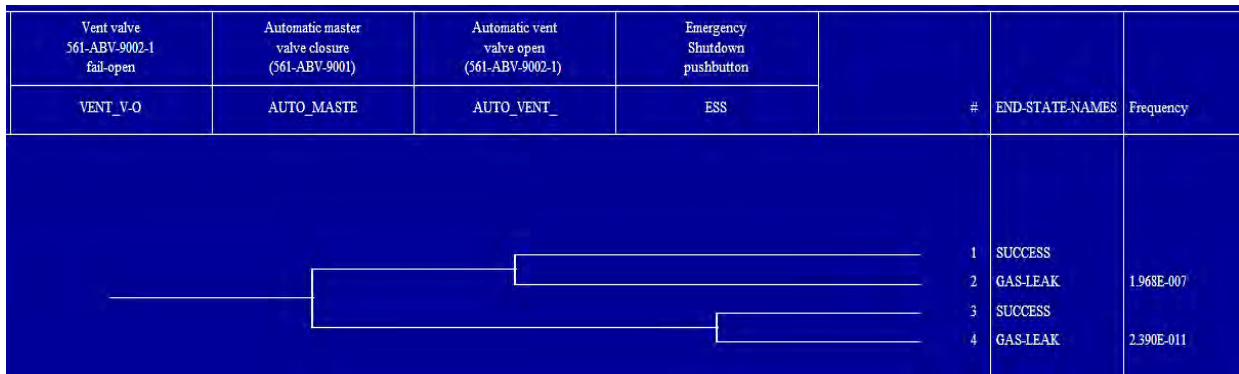 Vent valve
561-ABV-9002-1
fail-open
Automatic master
valve closure
(561-ABV-9001)
Automatic vent
valve open
(561-ABV-9002-1)
Emergency
Shutdown
pushbutton
VENT_V-O
AUTO_MASTE
AUTO_VENT_
ESS
# END-STATE-NAMES Frequency
1 SUCCESS
2 GAS-LEAK 1.968E-007
3 SUCCESS
4 GAS-LEAK 2.390E-011